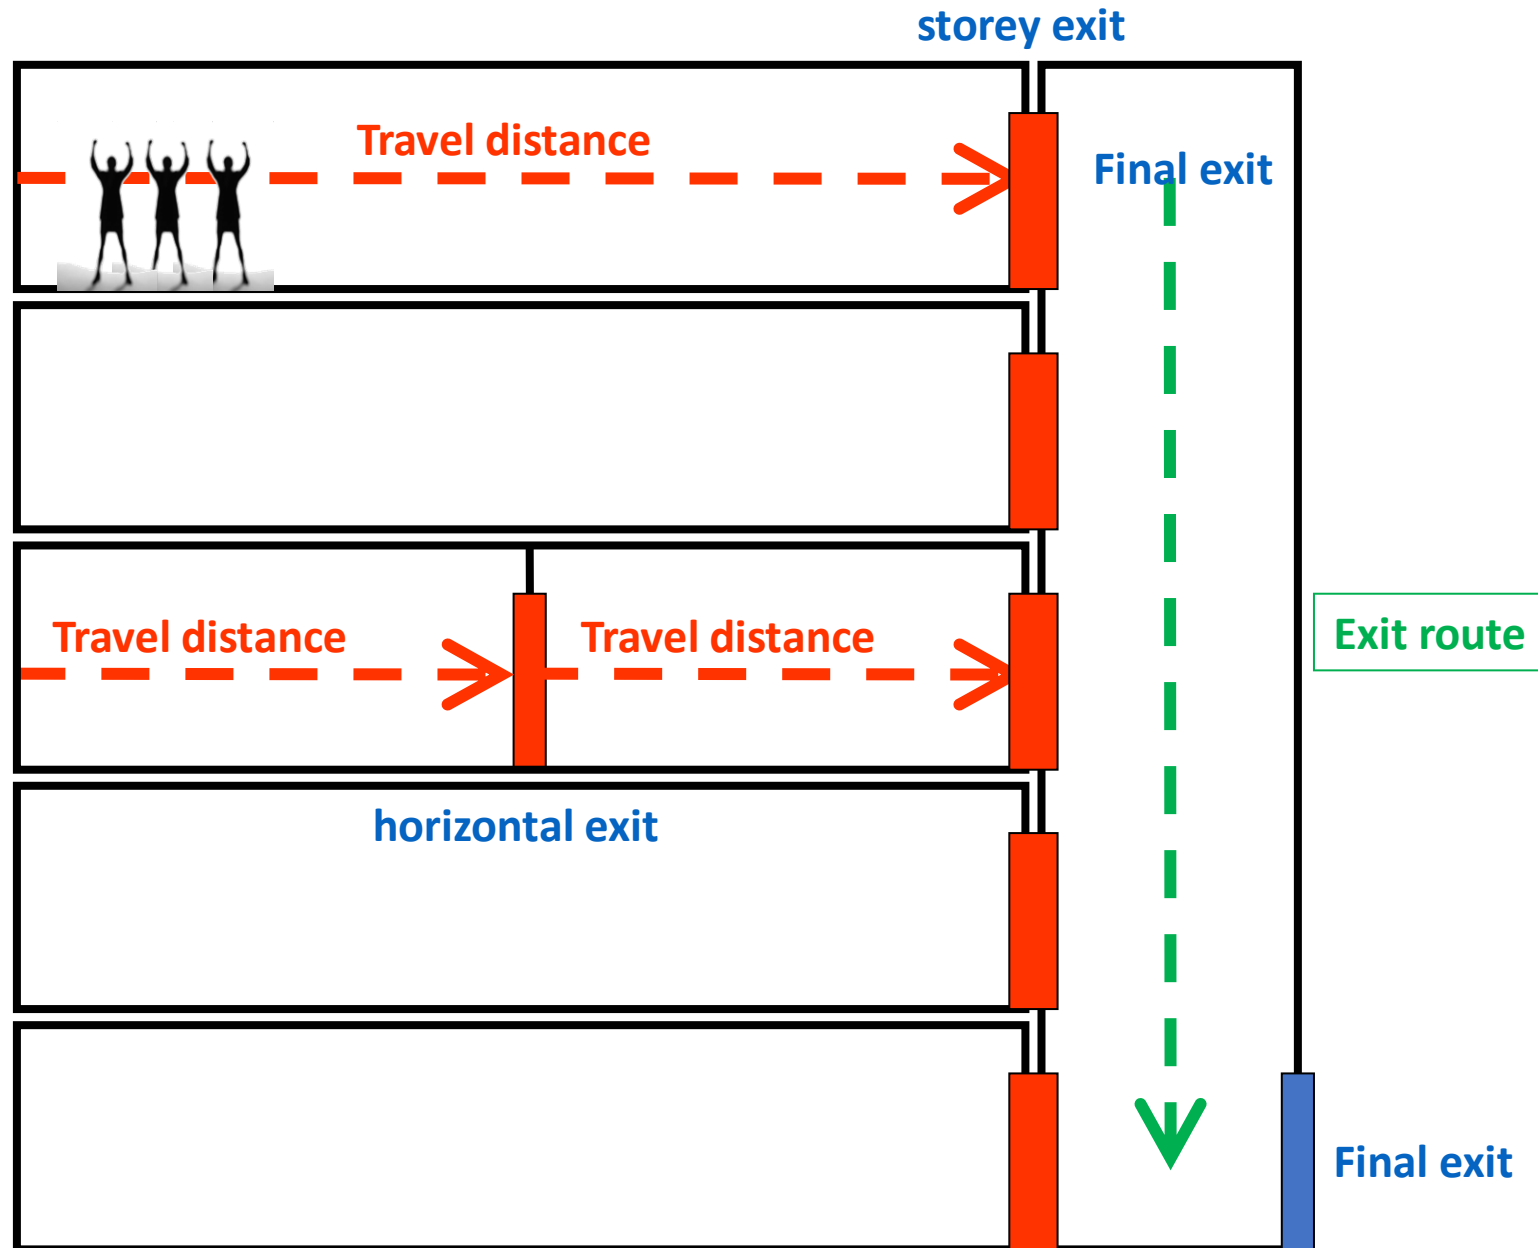 storey exit
Travel distance
Final exit
Travel distance
Travel distance
Exit route
horizontal exit
Final exit